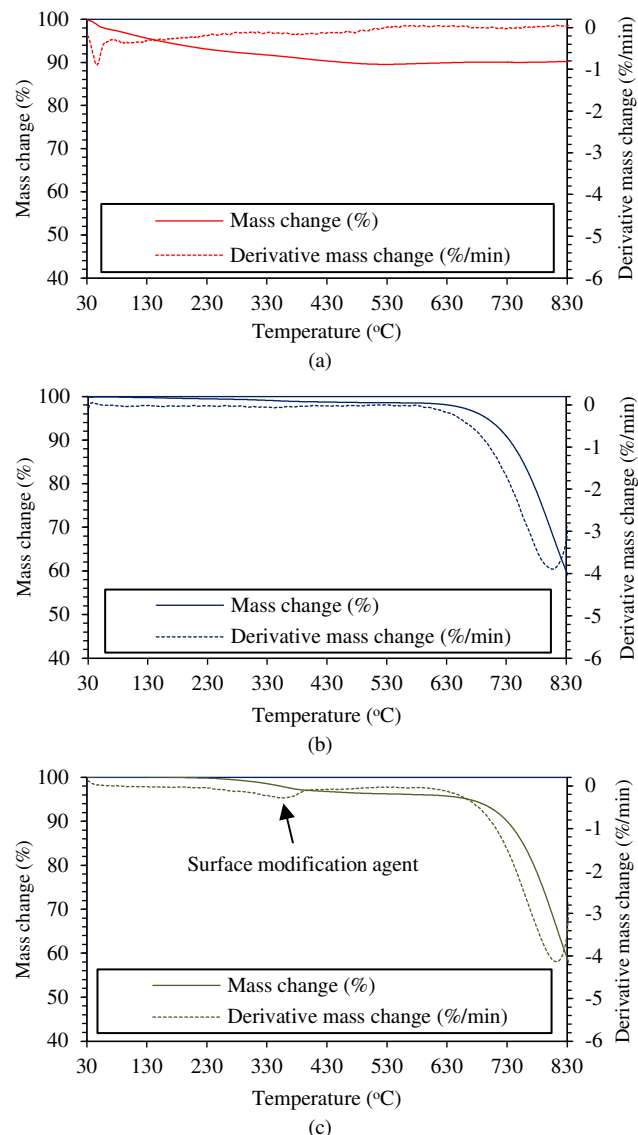 100
90
80
70
60
50
40
Mass change (%)
0
-1
-2
-3
-4
-5
-6
Derivative mass change (%/min)
Mass change (%)
Derivative mass change (%/min)
30 130 230 330 430 530 630 730 830
Temperature (oC)
(a)
100
90
80
70
60
50
40
Mass change (%)
0
-1
-2
-3
-4
-5
-6
Derivative mass change (%/min)
Mass change (%)
Derivative mass change (%/min)
30 130 230 330 430 530 630 730 830
Temperature (oC)
(b)
100
90
80
70
60
50
40
Mass change (%)
0
-1
-2
-3
-4
-5
-6
Derivative mass change (%/min)
Surface modification agent
Mass change (%)
Derivative mass change (%/min)
30 130 230 330 430 530 630 730 830
Temperature (oC)
(c)